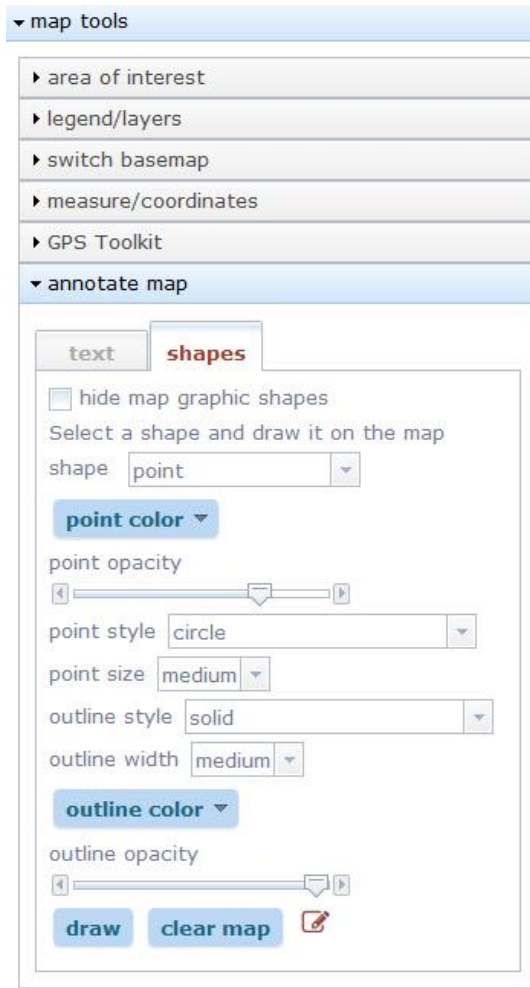 map tools
area of interest
legend/layers
switch basemap
measure/coordinates
GPS Toolkit
annotate map
text shapes
hide map graphic shapes
Select a shape and draw it on the map
shape point
point color
point opacity
point style circle
point size medium
outline style solid
outline width medium
outline color
outline opacity
draw clear map